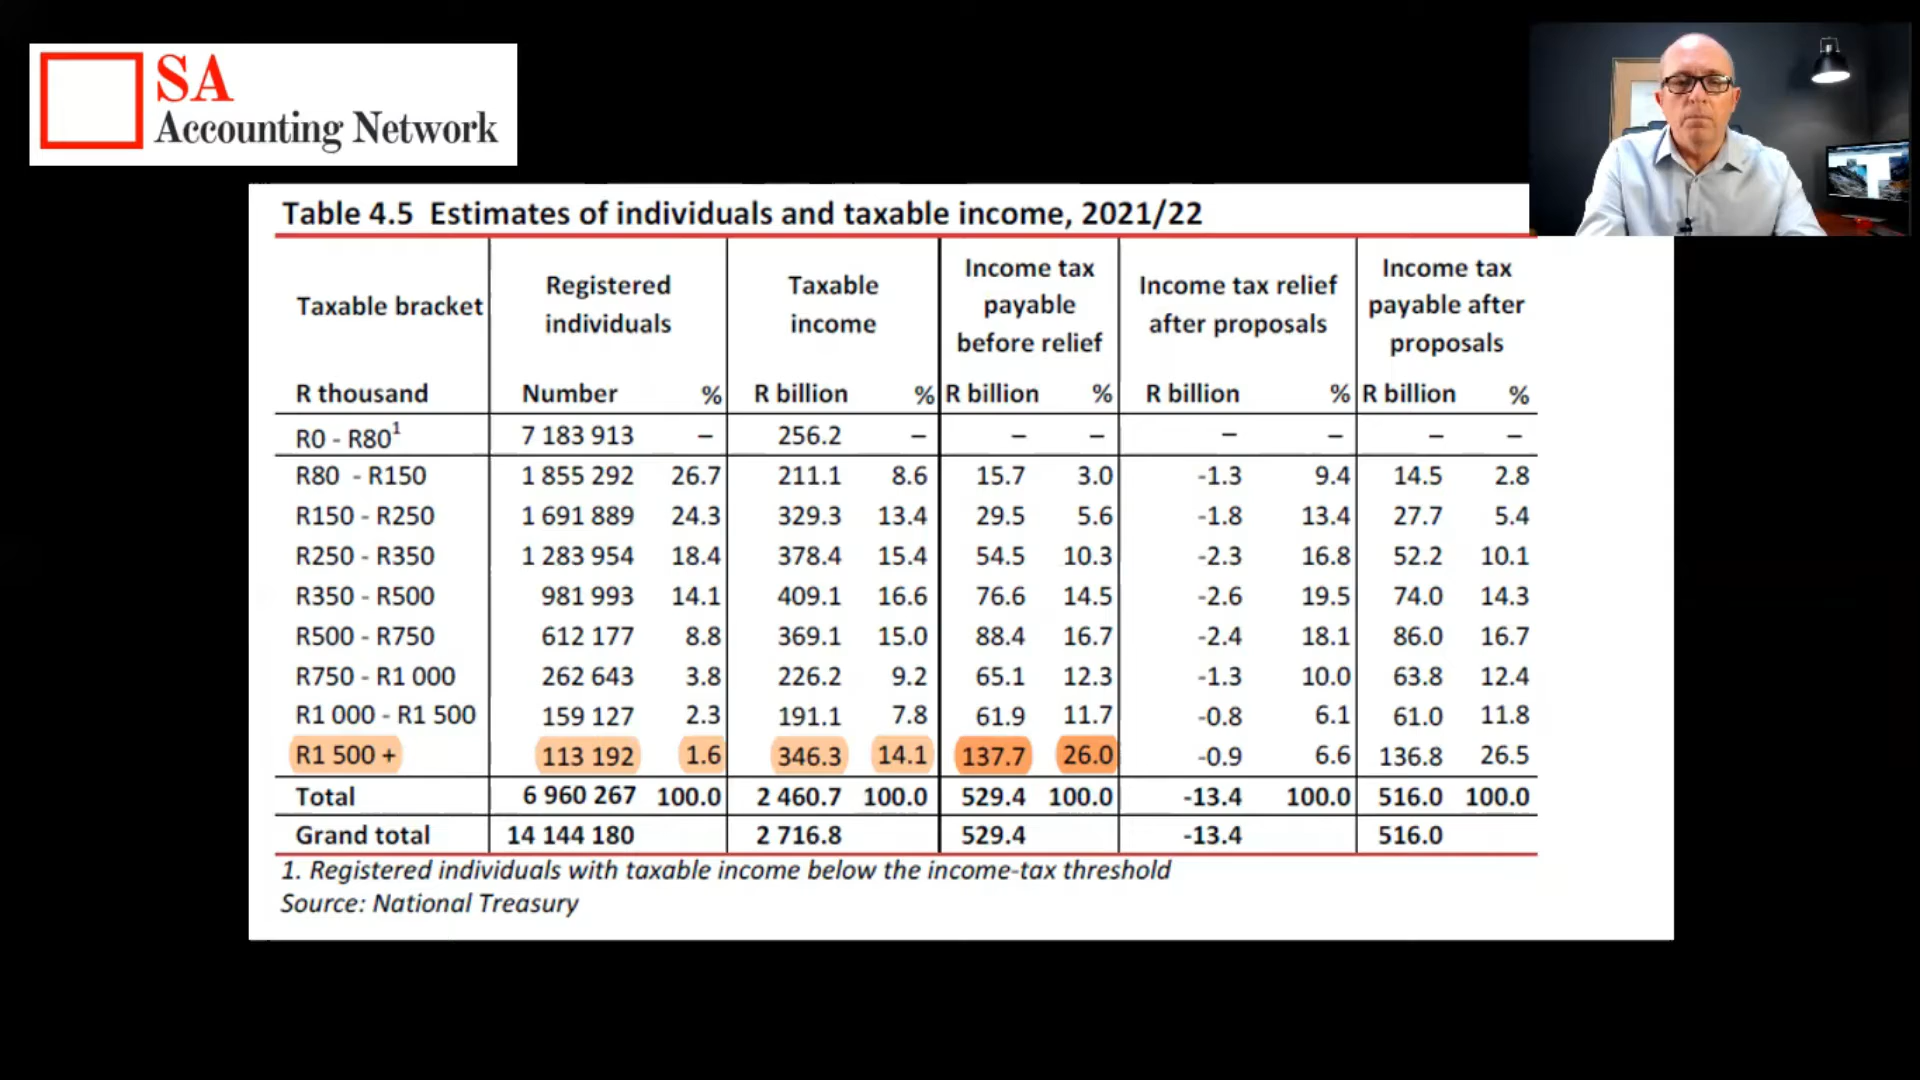 SA
Accounting Network
Table 4.5 Estimates of individuals and taxable income, 2021/22
Taxable bracket Registered individuals Taxable income Income tax payable before relief Income tax relief after proposals Income tax payable after proposals
R thousand Number % R billion % R billion % R billion % R billion %
R0 - R80¹ 7 183 913 – 256.2 – – – – – – –
R80 - R150 1 855 292 26.7 211.1 8.6 15.7 3.0 -1.3 9.4 14.5 2.8
R150 - R250 1 691 889 24.3 329.3 13.4 29.5 5.6 -1.8 13.4 27.7 5.4
R250 - R350 1 283 954 18.4 378.4 15.4 54.5 10.3 -2.3 16.8 52.2 10.1
R350 - R500 981 993 14.1 409.1 16.6 76.6 14.5 -2.6 19.5 74.0 14.3
R500 - R750 612 177 8.8 369.1 15.0 88.4 16.7 -2.4 18.1 86.0 16.7
R750 - R1 000 262 643 3.8 226.2 9.2 65.1 12.3 -1.3 10.0 63.8 12.4
R1 000 - R1 500 159 127 2.3 191.1 7.8 61.9 11.7 -0.8 6.1 61.0 11.8
R1 500 + 113 192 1.6 346.3 14.1 137.7 26.0 -0.9 6.6 136.8 26.5
Total 6 960 267 100.0 2 460.7 100.0 529.4 100.0 -13.4 100.0 516.0 100.0
Grand total 14 144 180 2 716.8 529.4 -13.4 516.0
1. Registered individuals with taxable income below the income-tax threshold
Source: National Treasury